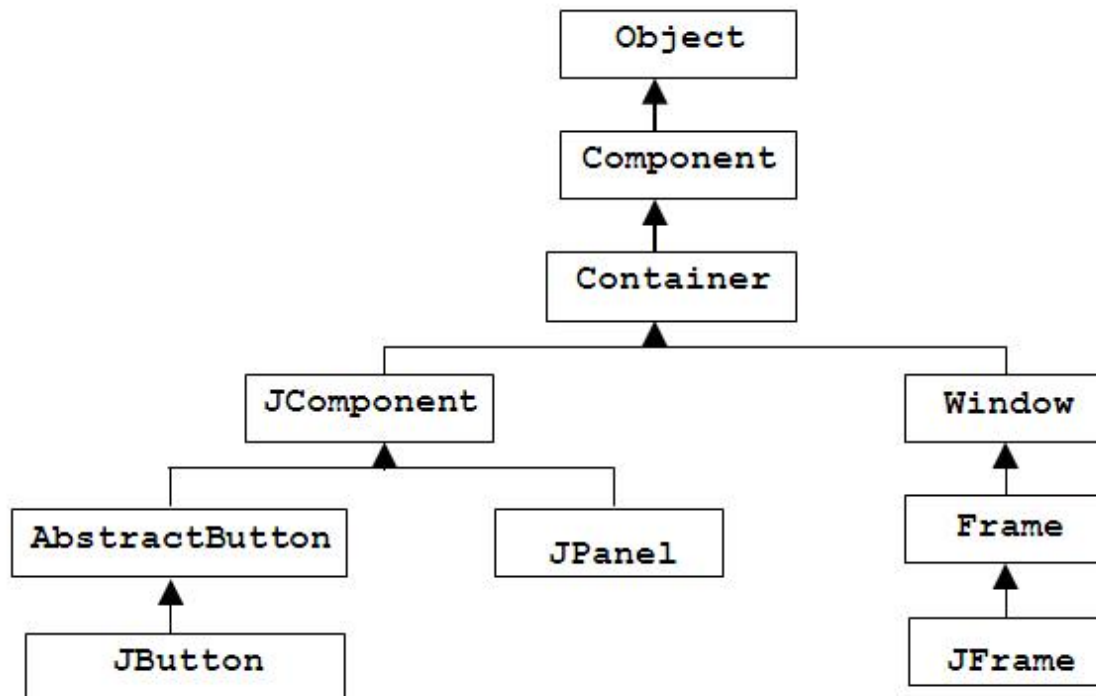 Object
Component
Container
JComponent
Window
AbstractButton
JPanel
Frame
JButton
JFrame